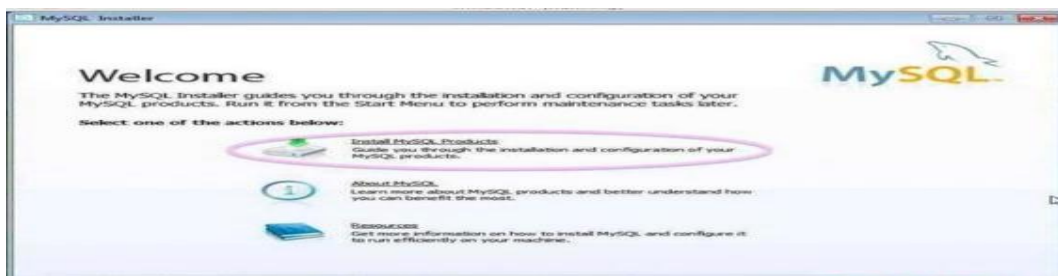 MySQL Installer
MySQL
Welcome
The MySQL Installer guides you through the installation and configuration of your
MySQL products. Run it from the Start Menu to perform maintenance tasks later.
Select one of the actions below:
Install MySQL Products
Guide you through the installation and configuration of your
MySQL products.
About MySQL
Learn more about MySQL products and better understand how
you can benefit the most.
Resources
Get more information on how to install MySQL and configure it
to run efficiently on your machine.